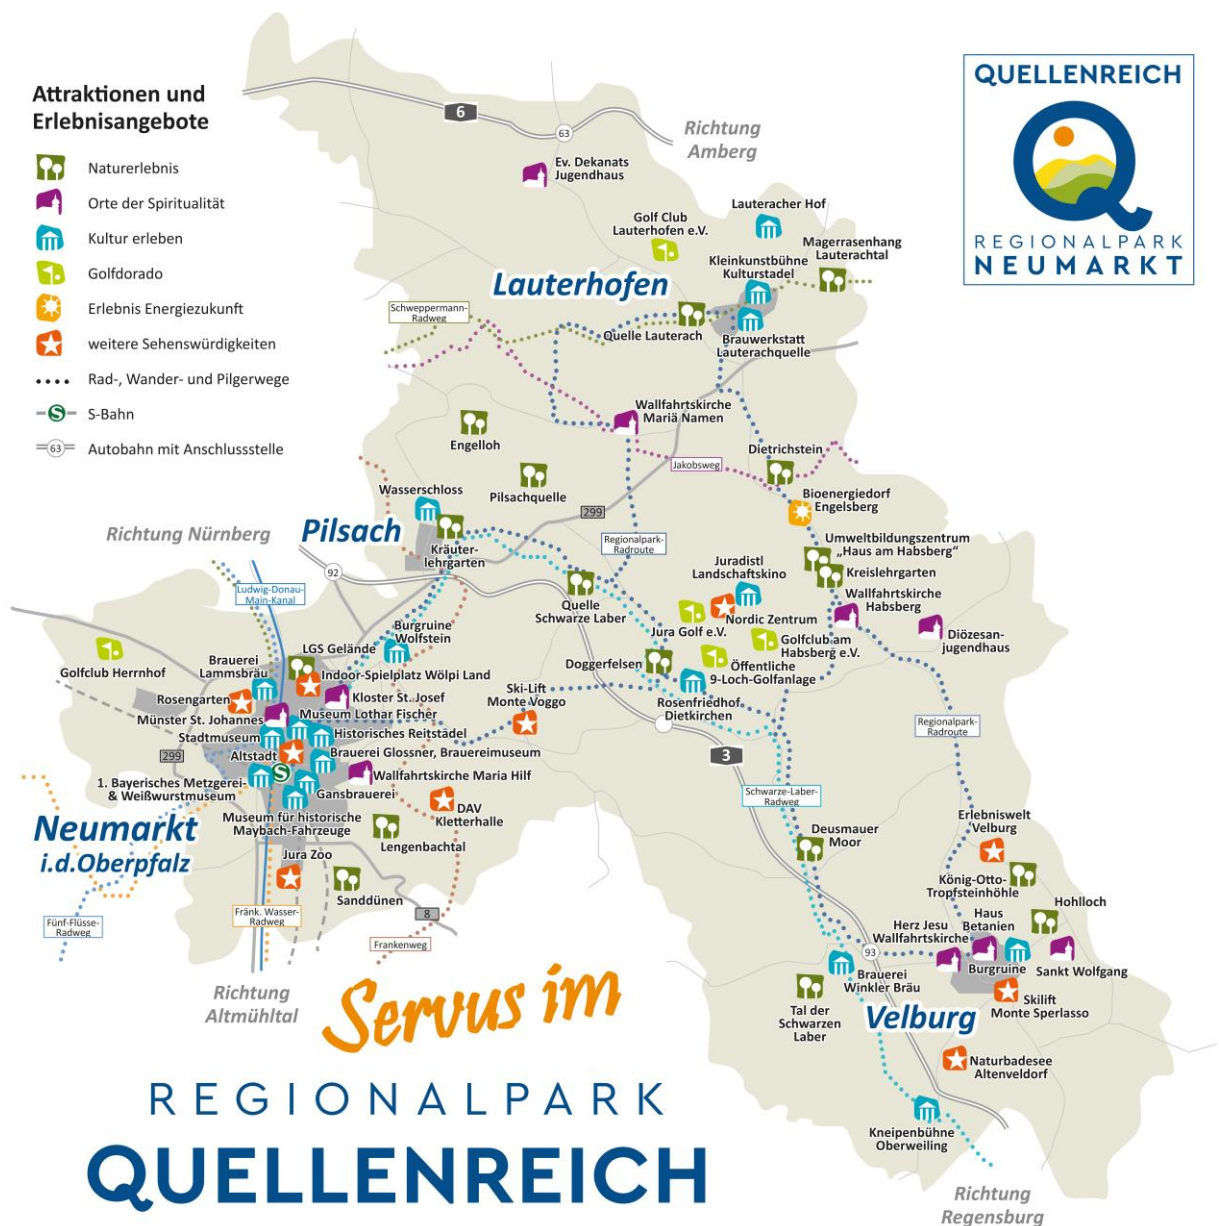 Attraktionen und
Erlebnisangebote
Naturerlebnis
Orte der Spiritualität
Kultur erleben
Golfdorado
Erlebnis Energiezukunft
weitere Sehenswürdigkeiten
Rad-, Wander- und Pilgerwege
S
S-Bahn
63
Autobahn mit Anschlussstelle
QUELLENREICH
REGIONALPARK
NEUMARKT
6
63
Richtung
Amberg
Ev. Dekanats
Jugendhaus
Lauteracher Hof
Golf Club
Lauterhofen e.V.
Magerrasenhang
Lauterachtal
Kleinkunstbühne
Kulturstadel
Lauterhofen
Schweppermann-
Radweg
Quelle Lauterach
Brauwerkstatt
Lauterachquelle
Wallfahrtskirche
Mariä Namen
Engelloh
Dietrichstein
Jakobsweg
Pilsachquelle
Wasserschloss
Bioenergiedorf
Engelsberg
299
Richtung Nürnberg
Pilsach
Kräuter-
lehrgarten
Regionalpark-
Radroute
Umweltbildungszentrum
„Haus am Habsberg“
Juradistl
Landschaftskino
Kreislehrgarten
92
Ludwig-Donau-
Main-Kanal
Quelle
Schwarze Laber
Wallfahrtskirche
Habsberg
Jura Golf e.V.
Nordic Zentrum
Diözesan-
jugendhaus
Burgruine
Wolfstein
Golfclub am
Habsberg e.V.
LGS Gelände
Golfclub Herrnhof
Brauerei
Lammsbräu
Indoor-Spielplatz Wölpi Land
Doggerfelsen
Öffentliche
9-Loch-Golfanlage
Rosengarten
Kloster St. Josef
Ski-Lift
Monte Voggo
Rosenfriedhof
Dietkirchen
Münster St. Johannes
Museum Lothar Fischer
Regionalpark-
Radroute
Stadtmuseum
Historisches Reitstädel
299
Altstadt
Brauerei Glossner, Brauereimuseum
3
S
Wallfahrtskirche Maria Hilf
1. Bayerisches Metzgerei-
& Weißwurstmuseum
Gansbrauerei
Schwarze-Laber-
Radweg
Museum für historische
Maybach-Fahrzeuge
DAV
Kletterhalle
Neumarkt
i.d.Oberpfalz
Lengenbachtal
Deusmauer
Moor
Erlebniswelt
Velburg
Jura Zoo
Sanddünen
König-Otto-
Tropfsteinhöhle
Hohlloch
Fünf-Flüsse-
Radweg
Fränk. Wasser-
Radweg
8
Frankenweg
Herz Jesu
Wallfahrtskirche
Haus
Betanien
93
Burgruine
Sankt Wolfgang
Brauerei
Winkler Bräu
Richtung
Altmühltal
Skilift
Monte Sperlasso
Tal der
Schwarzen
Laber
Velburg
Naturbadesee
Altenveldorf
Kneipenbühne
Oberweiling
Richtung
Regensburg
Servus im
REGIONALPARK
QUELLENREICH